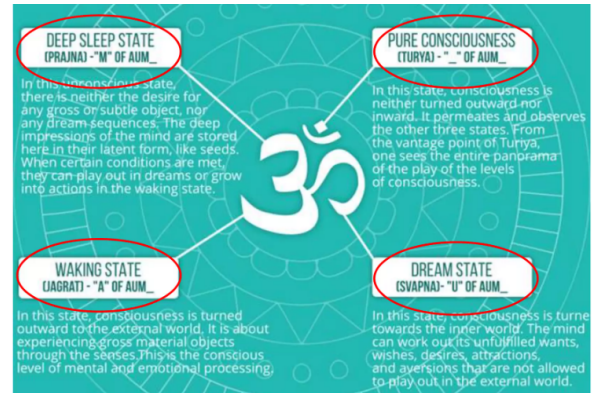 DEEP SLEEP STATE
(PRAJNA) -"M" OF AUM_
In this unconscious state,
there is neither the desire for
any gross or subtle object, nor
any dream sequences. The deep
impressions of the mind are stored
here in their latent form, like seeds.
When certain conditions are met,
they can play out in dreams or grow
into actions in the waking state.
PURE CONSCIOUSNESS
(TURYA) - "_" OF AUM_
In this state, consciousness is
neither turned outward nor
inward. It permeates and observes
the other three states. From
the vantage point of Turiya,
one sees the entire panorama
of the play of the levels
of consciousness.
ॐ
WAKING STATE
(JAGRAT) - "A" OF AUM_
In this state, consciousness is turned
outward to the external world. It is about
experiencing gross material objects
through the senses.This is the conscious
level of mental and emotional processing.
DREAM STATE
(SVAPNA)- "U" OF AUM_
In this state, consciousness is turne
towards the inner world. The mind
can work out its unfulfilled wants,
wishes, desires, attractions,
and aversions that are not allowed
to play out in the external world.